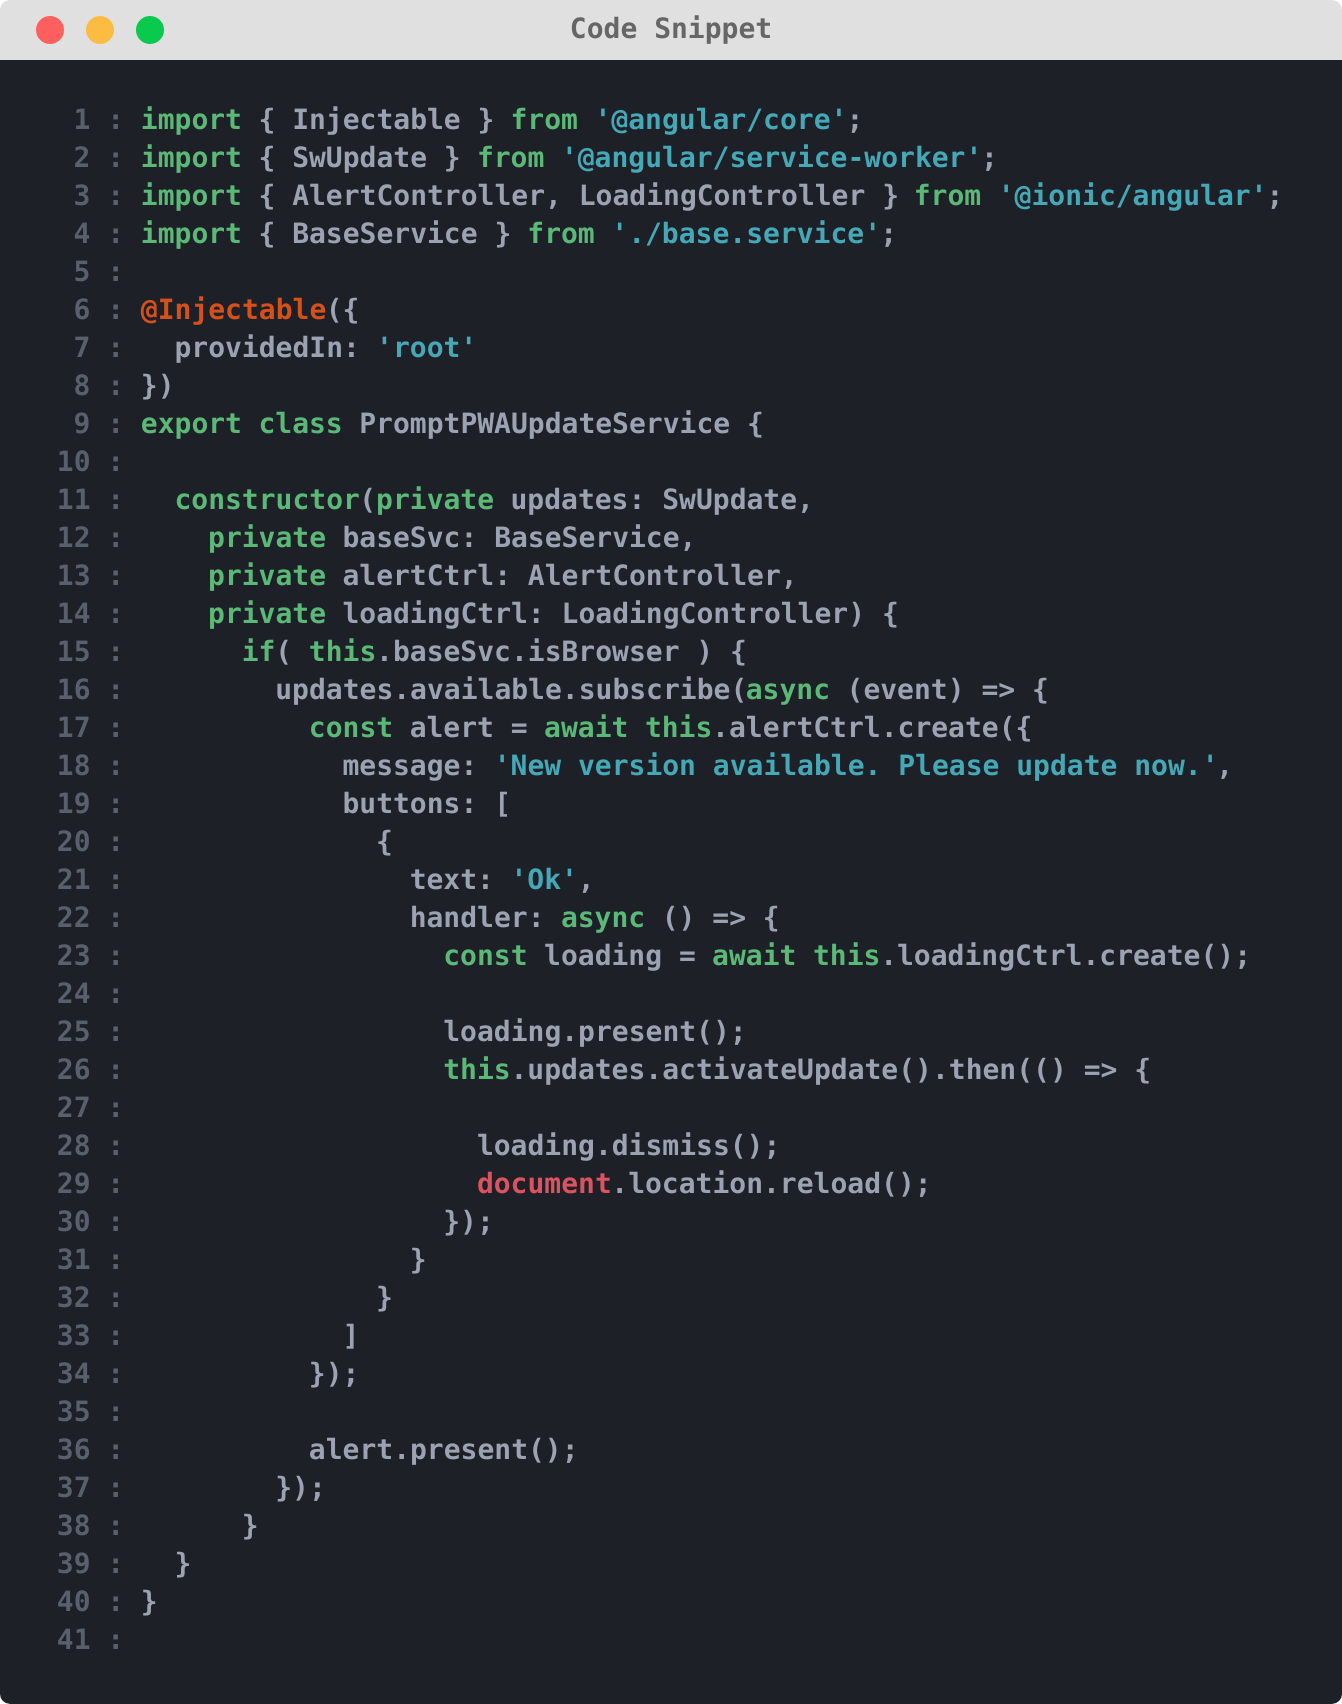 Code Snippet
1 : import { Injectable } from '@angular/core';
2 : import { SwUpdate } from '@angular/service-worker';
3 : import { AlertController, LoadingController } from '@ionic/angular';
4 : import { BaseService } from './base.service';
5 :
6 : @Injectable({
7 :   providedIn: 'root'
8 : })
9 : export class PromptPWAUpdateService {
10 :
11 :   constructor(private updates: SwUpdate,
12 :     private baseSvc: BaseService,
13 :     private alertCtrl: AlertController,
14 :     private loadingCtrl: LoadingController) {
15 :       if( this.baseSvc.isBrowser ) {
16 :         updates.available.subscribe(async (event) => {
17 :           const alert = await this.alertCtrl.create({
18 :             message: 'New version available. Please update now.',
19 :             buttons: [
20 :               {
21 :                 text: 'Ok',
22 :                 handler: async () => {
23 :                   const loading = await this.loadingCtrl.create();
24 :
25 :                   loading.present();
26 :                   this.updates.activateUpdate().then(() => {
27 :
28 :                     loading.dismiss();
29 :                     document.location.reload();
30 :                   });
31 :                 }
32 :               }
33 :             ]
34 :           });
35 :
36 :           alert.present();
37 :         });
38 :       }
39 :   }
40 : }
41 :